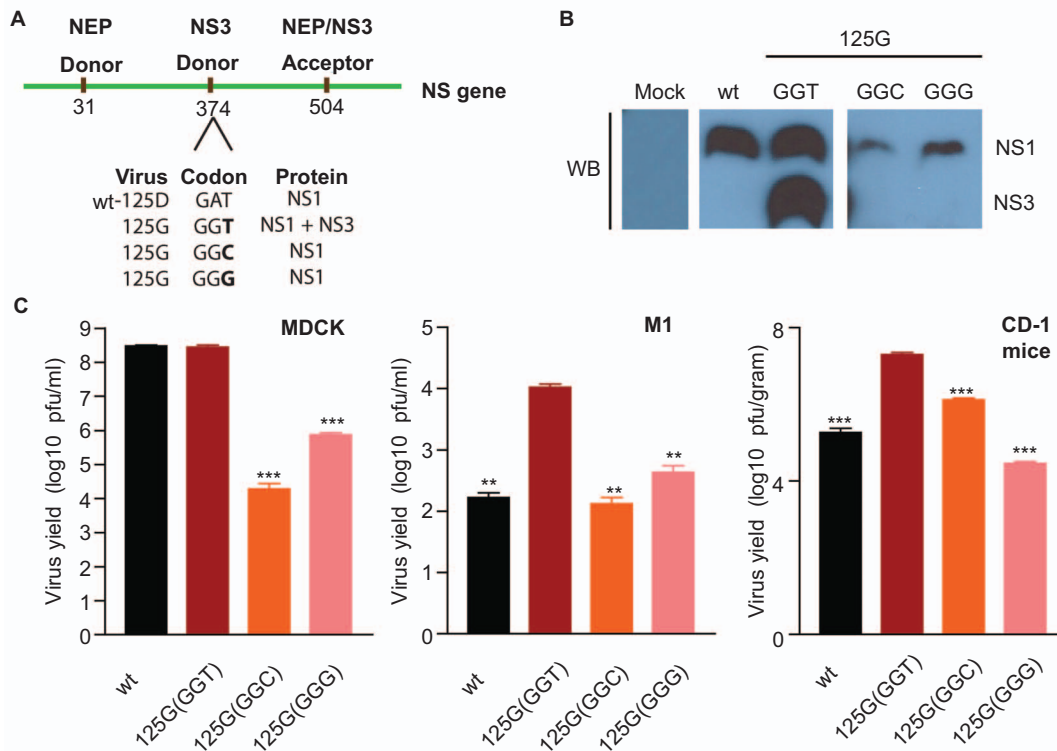 A
NEP NS3 NEP/NS3
Donor Donor Acceptor
NS gene
31 374 504
Virus Codon Protein
wt-125D GAT NS1
125G GGT NS1 + NS3
125G GGC NS1
125G GGG NS1
B
125G
Mock wt GGT GGC GGG
WB
NS1
NS3
C
MDCK
Virus yield (log10 pfu/ml)
9
8
7
6
5
4
3
2
1
0
***
***
wt
125G(GGT)
125G(GGC)
125G(GGG)
M1
Virus yield (log10 pfu/ml)
5
4
3
2
1
0
**
**
**
wt
125G(GGT)
125G(GGC)
125G(GGG)
CD-1
mice
Virus yield (log10 pfu/gram)
8
4
0
***
***
***
wt
125G(GGT)
125G(GGC)
125G(GGG)